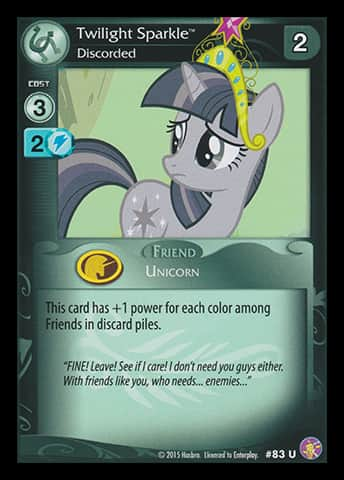 Twilight Sparkle™
Discorded
2
COST
3
2
FRIEND
UNICORN
This card has +1 power for each color among
Friends in discard piles.
"FINE! Leave! See if I care! I don't need you guys either.
With friends like you, who needs... enemies..."
© 2015 Hasbro. Licensed to Enterplay. #83 U